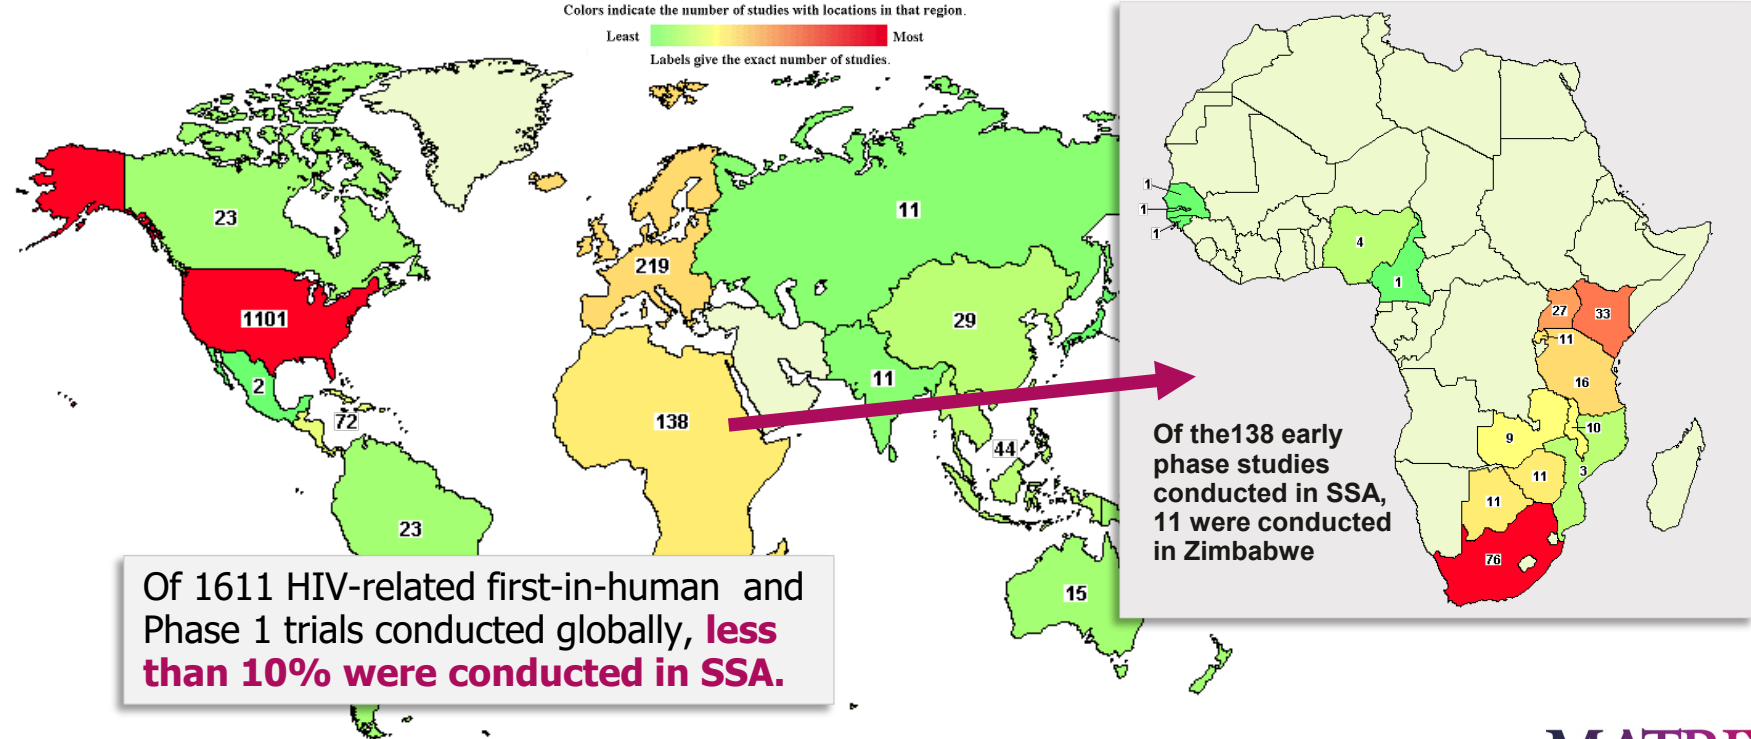 Colors indicate the number of studies with locations in that region.
Least
Most
Labels give the exact number of studies.
23
1101
2
72
23
219
138
11
29
11
44
15
1
1
1
4
1
27
33
11
16
9
10
3
11
11
76
Of the138 early
phase studies
conducted in SSA,
11 were conducted
in Zimbabwe
Of 1611 HIV-related first-in-human and
Phase 1 trials conducted globally, less
than 10% were conducted in SSA.